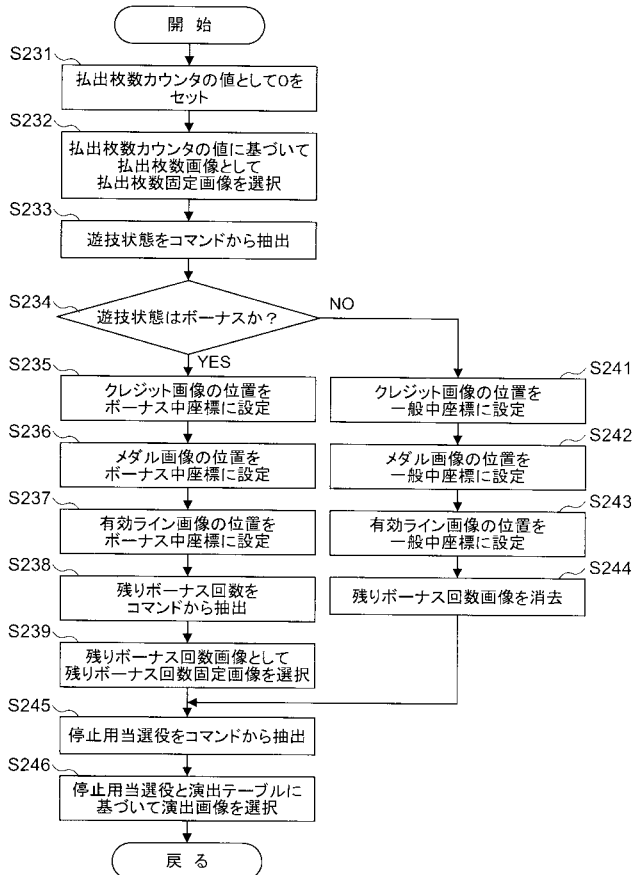 開 始
S231
払出枚数カウンタの値として0を
セット
S232
払出枚数カウンタの値に基づいて
払出枚数画像として
払出枚数固定画像を選択
S233
遊技状態をコマンドから抽出
S234
遊技状態はボーナスか?
NO
YES
S235
クレジット画像の位置を
ボーナス中座標に設定
S236
メダル画像の位置を
ボーナス中座標に設定
S237
有効ライン画像の位置を
ボーナス中座標に設定
S238
残りボーナス回数を
コマンドから抽出
S239
残りボーナス回数画像として
残りボーナス回数固定画像を選択
S241
クレジット画像の位置を
一般中座標に設定
S242
メダル画像の位置を
一般中座標に設定
S243
有効ライン画像の位置を
一般中座標に設定
S244
残りボーナス回数画像を消去
S245
停止用当選役をコマンドから抽出
S246
停止用当選役と演出テーブルに
基づいて演出画像を選択
戻 る